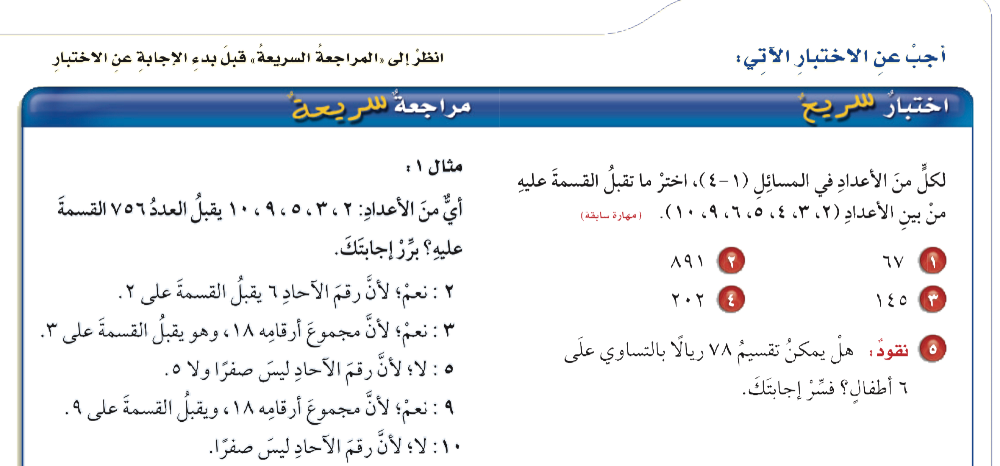 أجبْ عنِ الاختبارِ الآتِي:
انظرْ إلى «المراجعةُ السريعةُ» قبلَ بدءِ الإجابةِ عنِ الاختبارِ
اختبارٌ سريعٌ
لكلٍّ منَ الأعدادِ في المسائِلِ (١-٤)، اخترْ ما تقبلُ القسمةَ عليهِ
منْ بينِ الأعدادِ (٢، ٣، ٤، ٥، ٦، ٩، ١٠). (مهارة سابقة)
١ ٦٧ ٢ ٨٩١
٣ ١٤٥ ٤ ٢٠٢
٥ نقودٌ: هلْ يمكنُ تقسيمُ ٧٨ ريالًا بالتساوي علَى
٦ أطفالٍ؟ فسِّرْ إجابتَكَ.
مراجعةٌ سريعةٌ
مثال ١:
أيٌّ منَ الأعدادِ: ٢، ٣، ٥، ٩، ١٠ يقبلُ العددُ ٧٥٦ القسمةَ
عليهِ؟ برِّرْ إجابتَكَ.
٢ : نعمْ؛ لأنَّ رقمَ الآحادِ ٦ يقبلُ القسمةَ على ٢.
٣ : نعمْ؛ لأنَّ مجموعَ أرقامِه ١٨، وهو يقبلُ القسمةَ على ٣.
٥ : لا؛ لأنَّ رقمَ الآحادِ ليسَ صفرًا ولا ٥.
٩ : نعمْ؛ لأنَّ مجموعَ أرقامِه ١٨، ويقبلُ القسمةَ على ٩.
١٠: لا؛ لأنَّ رقمَ الآحادِ ليسَ صفرًا.